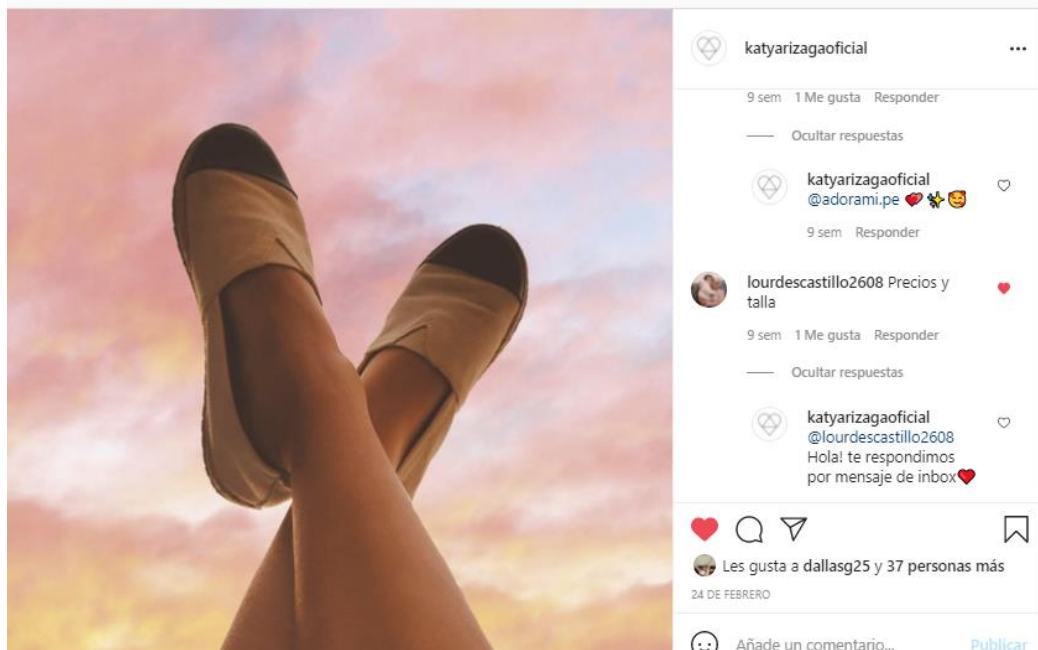 katyarizagaoficial
9 sem 1 Me gusta Responder
Ocultar respuestas
katyarizagaoficial
@adorami.pe 💕✨🥰
9 sem Responder
lourdescastillo2608 Precios y
talla
9 sem 1 Me gusta Responder
Ocultar respuestas
katyarizagaoficial
@lourdescastillo2608
Hola! te respondimos
por mensaje de inbox❤️
Les gusta a dallasg25 y 37 personas más
24 DE FEBRERO
Añade un comentario... Publicar